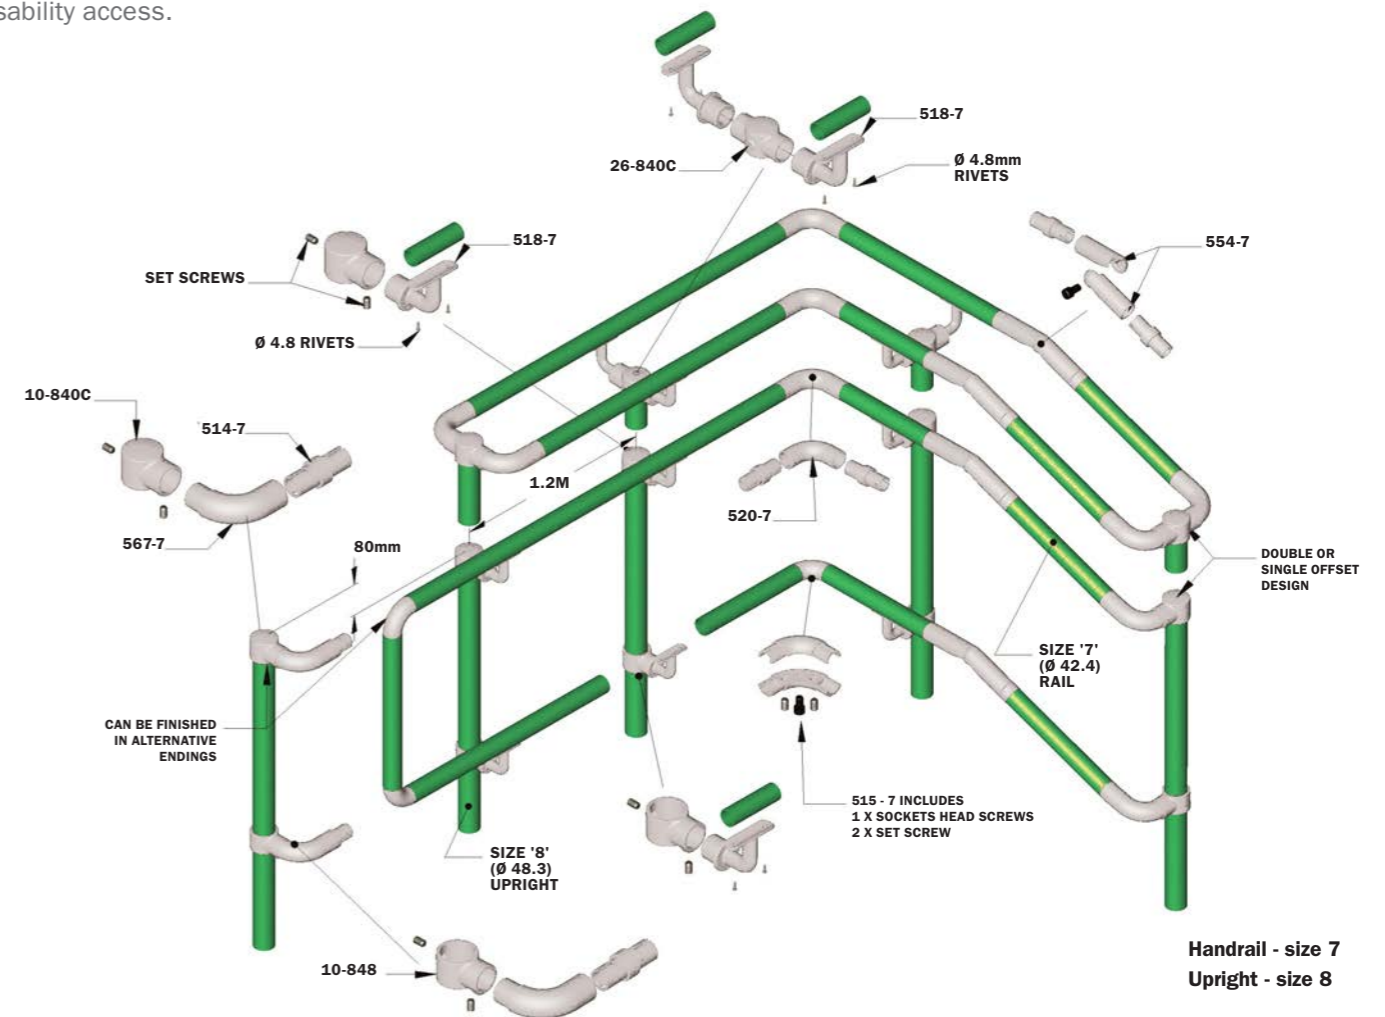 sability access.
518-7
26-840C
Ø 4.8mm
RIVETS
518-7
554-7
SET SCREWS
Ø 4.8 RIVETS
10-840C
514-7
1.2M
520-7
567-7
80mm
DOUBLE OR
SINGLE OFFSET
DESIGN
SIZE '7'
(Ø 42.4)
RAIL
CAN BE FINISHED
IN ALTERNATIVE
ENDINGS
515 - 7 INCLUDES
1 X SOCKETS HEAD SCREWS
2 X SET SCREW
SIZE '8'
(Ø 48.3)
UPRIGHT
10-848
Handrail - size 7
Upright - size 8